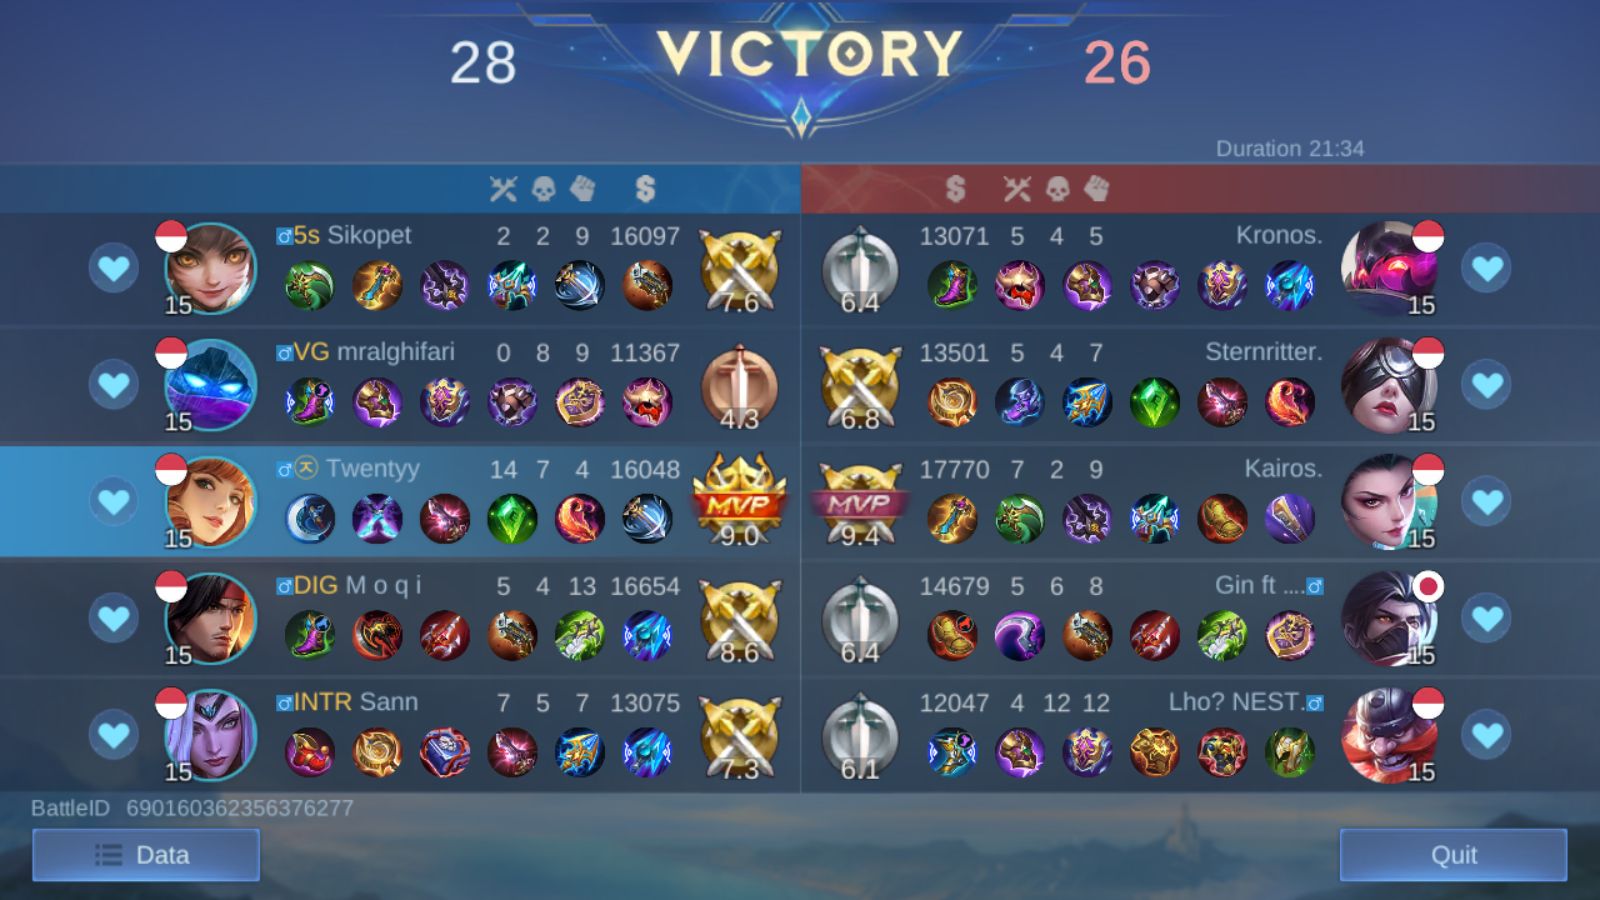 28 VICTORY 26
Duration 21:34
5s Sikopet 2 2 9 16097 7.6 15
6.4 13071 5 4 5 Kronos. 15
VG mralghifari 0 8 9 11367 4.3 15
6.8 13501 5 4 7 Sternritter. 15
Twentyy 14 7 4 16048 MVP 9.0 15
MVP 9.4 17770 7 2 9 Kairos. 15
DIG M o q i 5 4 13 16654 8.6 15
6.4 14679 5 6 8 Gin ft .... 15
INTR Sann 7 5 7 13075 7.3 15
6.1 12047 4 12 12 Lho? NEST. 15
BattleID 690160362356376277
Data
Quit